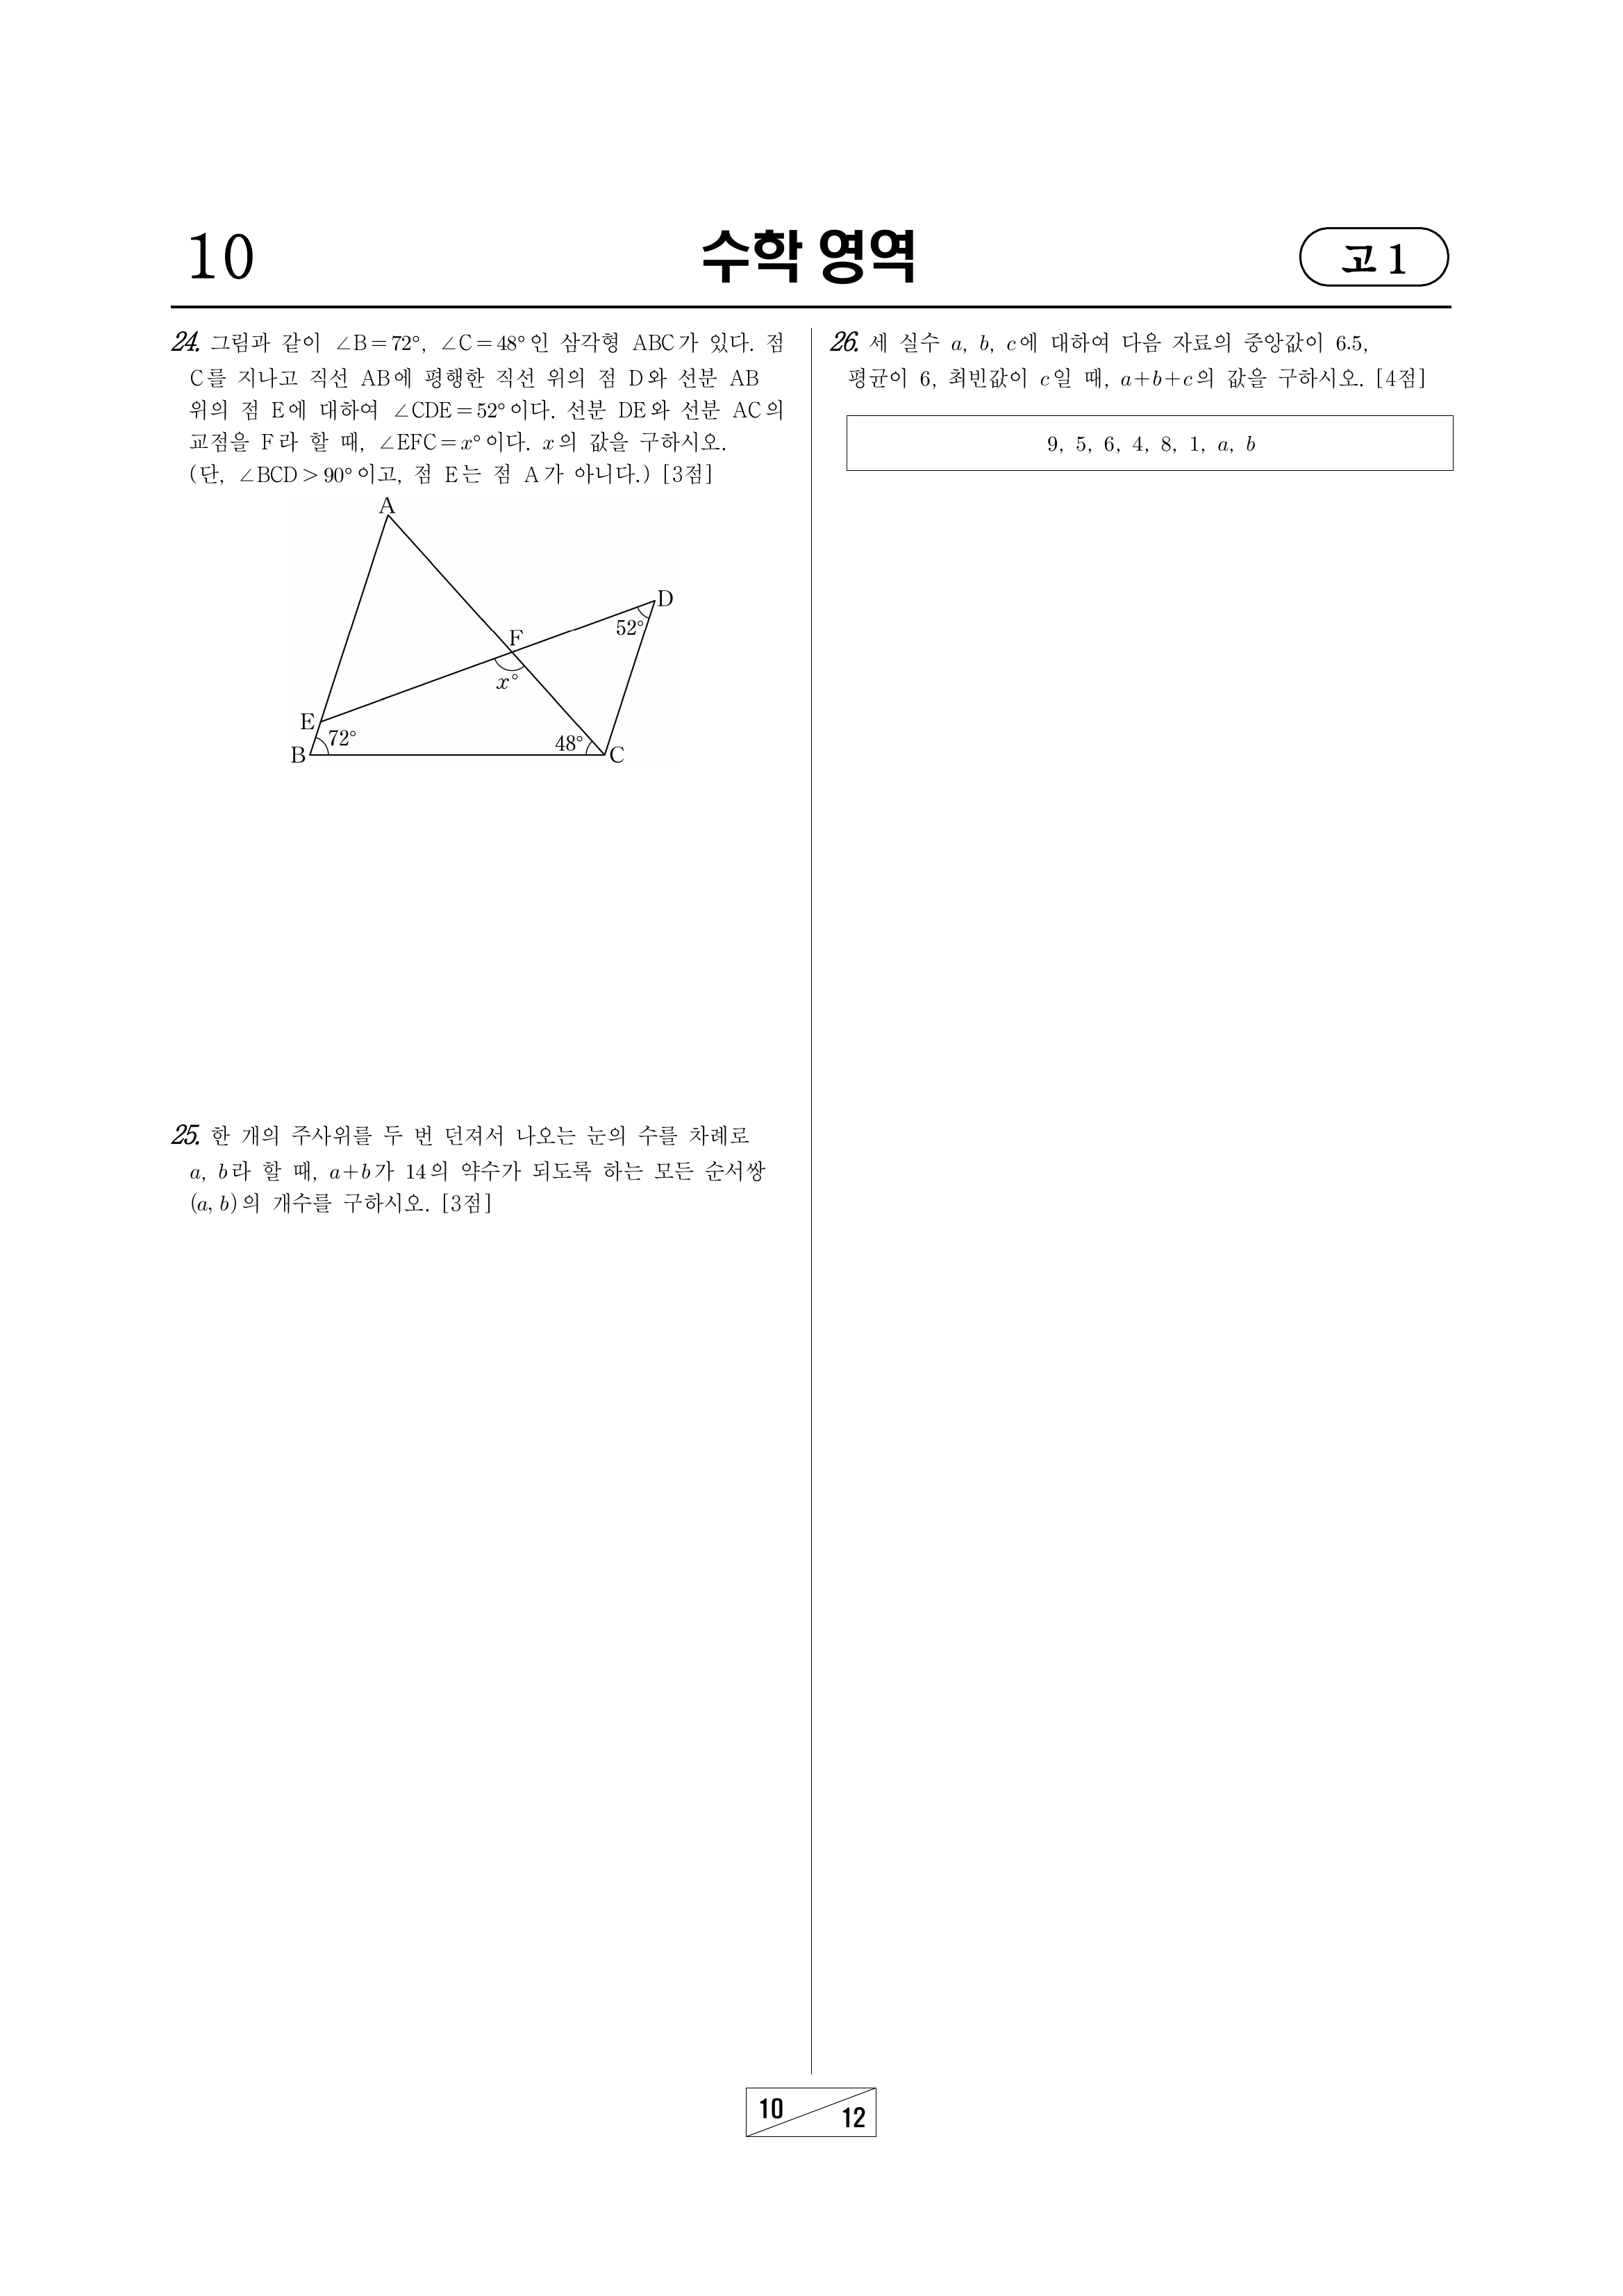 10
수학 영역
고 1
24. 그림과 같이 ∠B=72°, ∠C=48°인 삼각형 ABC가 있다. 점
C를 지나고 직선 AB에 평행한 직선 위의 점 D와 선분 AB
위의 점 E에 대하여 ∠CDE=52°이다. 선분 DE와 선분 AC의
교점을 F라 할 때, ∠EFC=x°이다. x의 값을 구하시오.
(단, ∠BCD>90°이고, 점 E는 점 A가 아니다.) [3점]
A
D
52°
F
x°
E
72°
48°
B
C
25. 한 개의 주사위를 두 번 던져서 나오는 눈의 수를 차례로
a, b라 할 때, a+b가 14의 약수가 되도록 하는 모든 순서쌍
(a, b)의 개수를 구하시오. [3점]
26. 세 실수 a, b, c에 대하여 다음 자료의 중앙값이 6.5,
평균이 6, 최빈값이 c일 때, a+b+c의 값을 구하시오. [4점]
9, 5, 6, 4, 8, 1, a, b
10
12